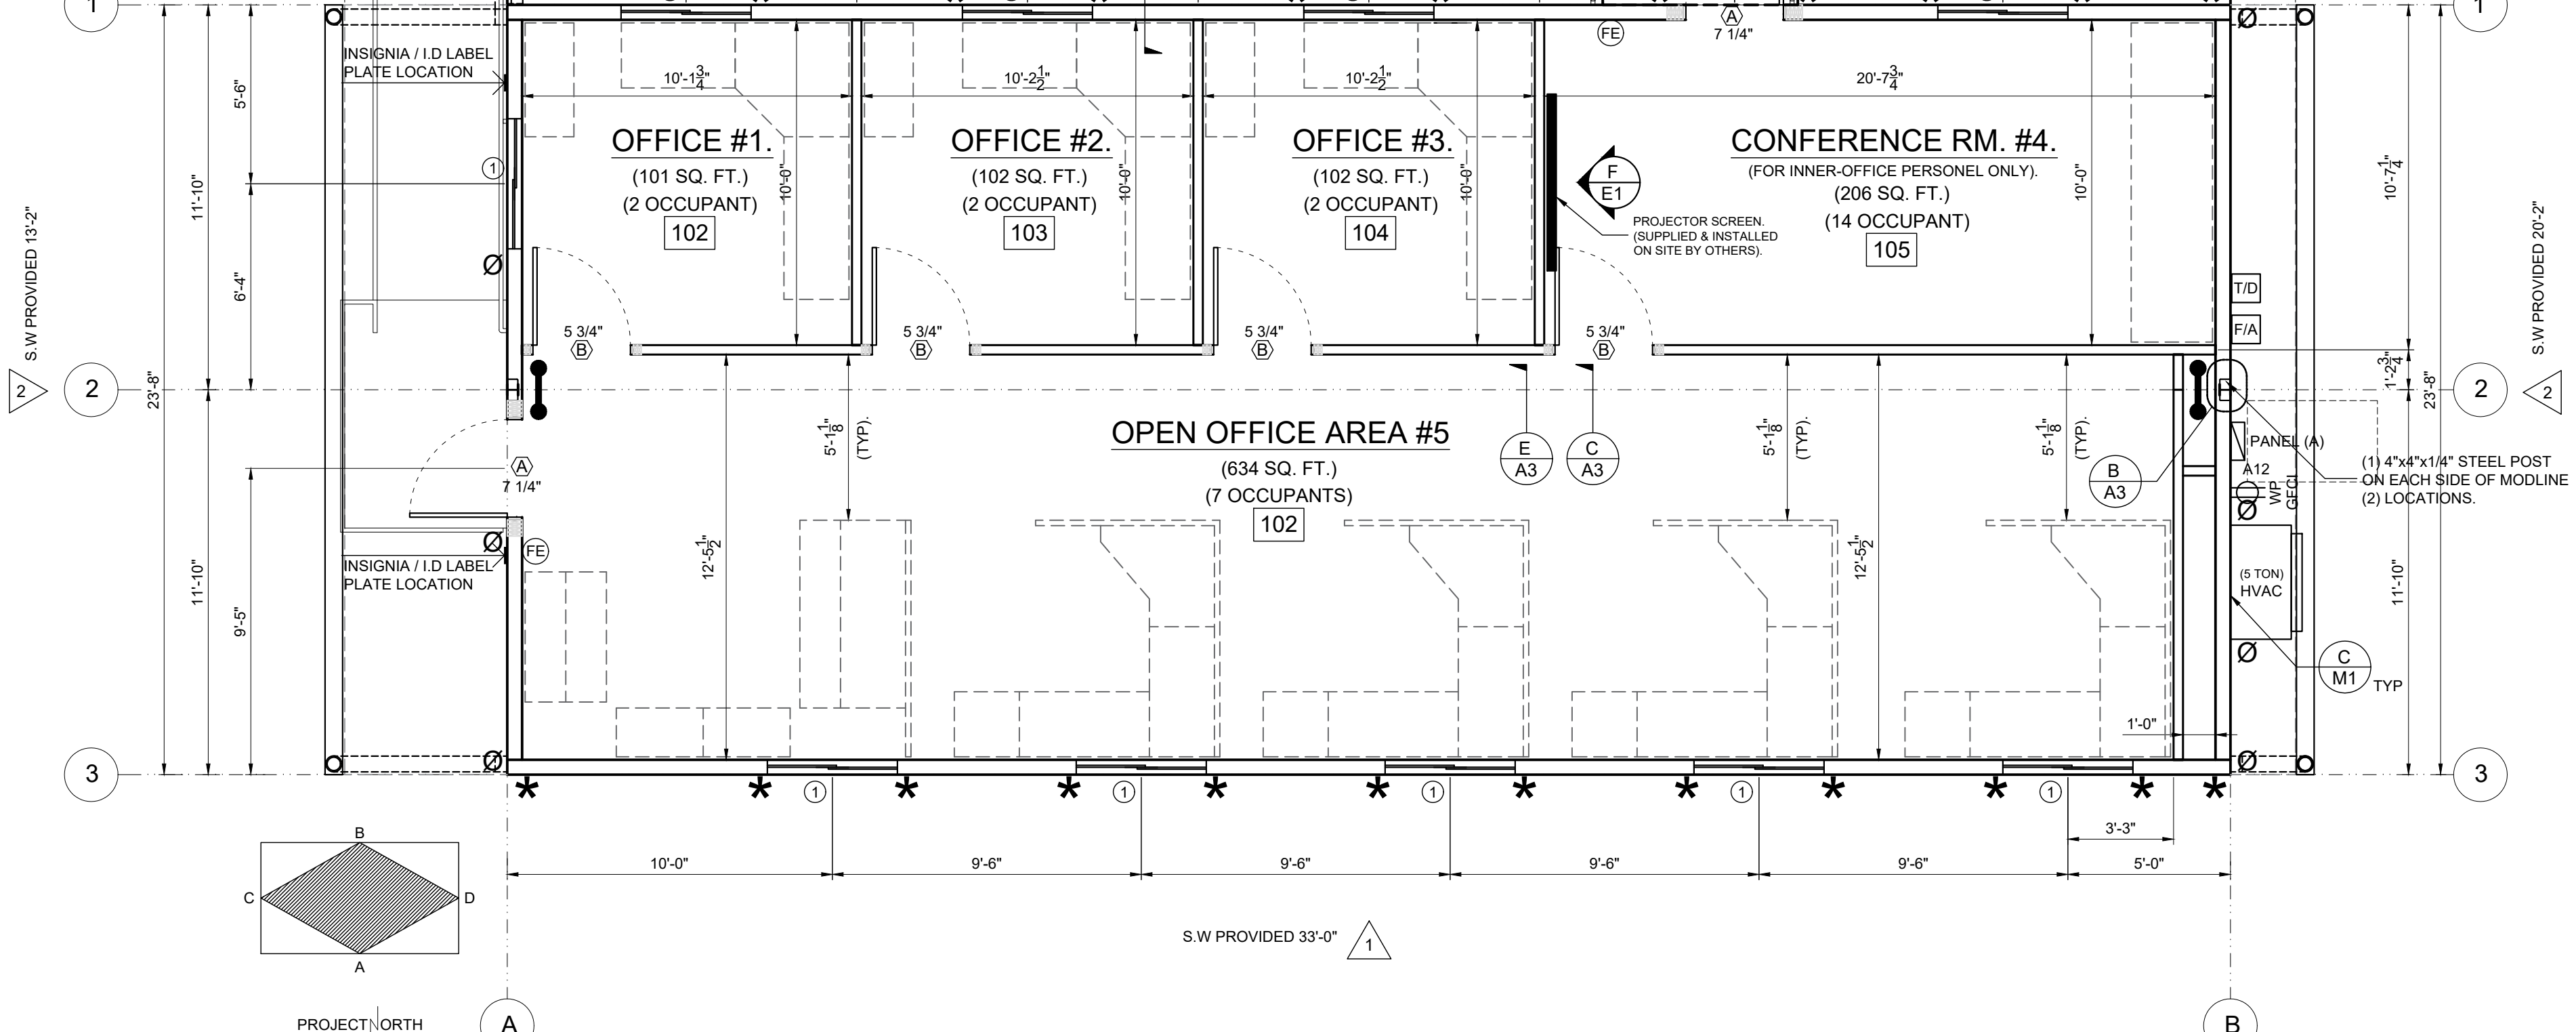 1
INSIGNIA / I.D LABEL
PLATE LOCATION
FE
A
7 1/4"
1
10'-1 3/4"
10'-2 1/2"
10'-2 1/2"
20'-7 3/4"
5'-6"
OFFICE #1.
(101 SQ. FT.)
(2 OCCUPANT)
102
10'-0"
OFFICE #2.
(102 SQ. FT.)
(2 OCCUPANT)
103
10'-0"
OFFICE #3.
(102 SQ. FT.)
(2 OCCUPANT)
104
10'-0"
F
E1
PROJECTOR SCREEN.
(SUPPLIED & INSTALLED
ON SITE BY OTHERS).
CONFERENCE RM. #4.
(FOR INNER-OFFICE PERSONEL ONLY).
(206 SQ. FT.)
(14 OCCUPANT)
105
10'-0"
10'-7 1/4"
1
11'-10"
S.W PROVIDED 13'-2"
S.W PROVIDED 20'-2"
Ø
6'-4"
T/D
F/A
5 3/4"
B
5 3/4"
B
5 3/4"
B
5 3/4"
B
2
2
23'-8"
1'-2 3/4"
23'-8"
2
2
OPEN OFFICE AREA #5
(634 SQ. FT.)
(7 OCCUPANTS)
102
5'-1 1/8"
(TYP).
E
A3
C
A3
5'-1 1/8"
(TYP).
5'-1 1/8"
(TYP).
B
A3
PANEL (A)
A12
WP
GFCI
Ø
(1) 4"x4"x1/4" STEEL POST
ON EACH SIDE OF MODLINE
(2) LOCATIONS.
A
7 1/4"
Ø
FE
INSIGNIA / I.D LABEL
PLATE LOCATION
11'-10"
9'-5"
12'-5 1/2"
12'-5 1/2"
(5 TON)
HVAC
11'-10"
Ø
C
M1
TYP
1'-0"
3
Ø
Ø
3
* * 1 * * 1 * * 1 * * 1 * * 1 * *
3'-3"
10'-0"
9'-6"
9'-6"
9'-6"
9'-6"
5'-0"
B
C
D
A
S.W PROVIDED 33'-0"
1
PROJECT NORTH
A
B